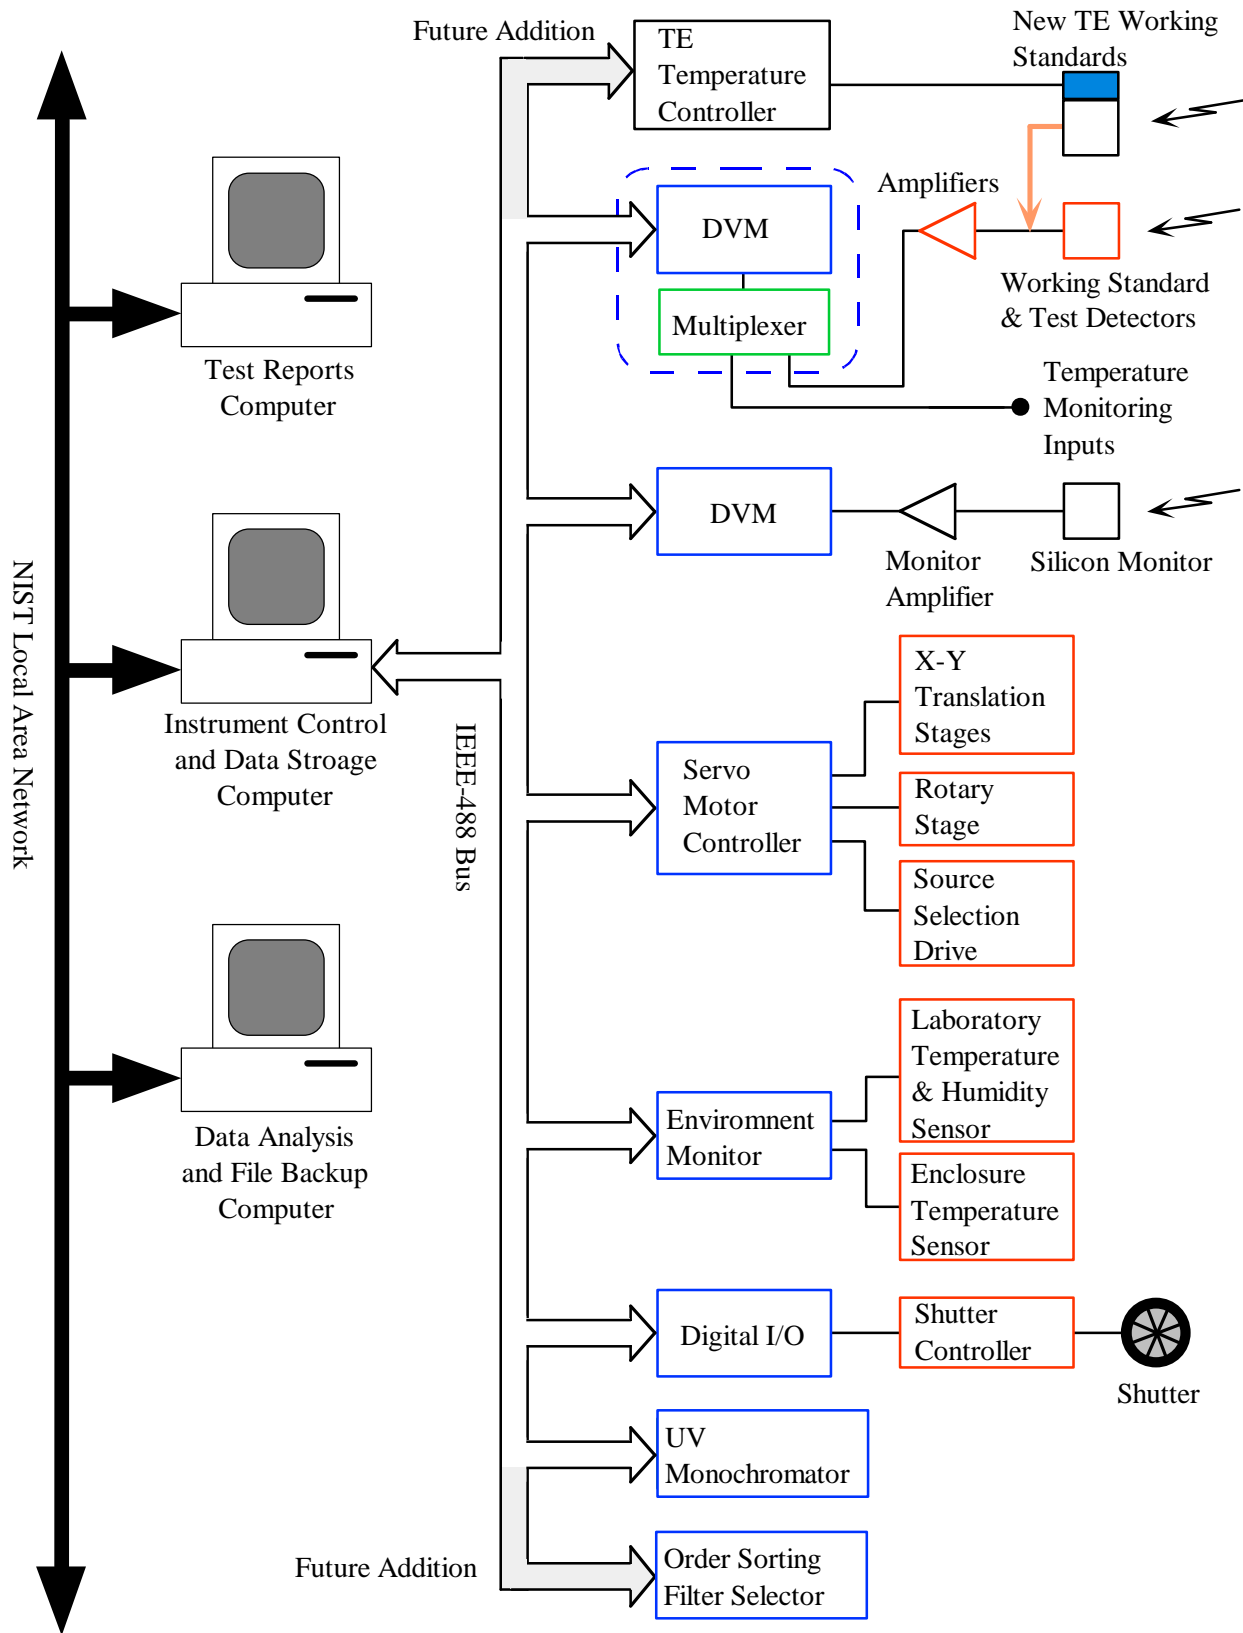 Future Addition
TE
Temperature
Controller
New TE Working
Standards
DVM
Multiplexer
Amplifiers
Working Standard
& Test Detectors
Temperature
Monitoring
Inputs
Test Reports
Computer
DVM
Monitor
Amplifier
Silicon Monitor
NIST Local Area Network
Instrument Control
and Data Stroage
Computer
IEEE-488 Bus
Servo
Motor
Controller
X-Y
Translation
Stages
Rotary
Stage
Source
Selection
Drive
Data Analysis
and File Backup
Computer
Enviromnent
Monitor
Laboratory
Temperature
& Humidity
Sensor
Enclosure
Temperature
Sensor
Digital I/O
Shutter
Controller
Shutter
UV
Monochromator
Future Addition
Order Sorting
Filter Selector